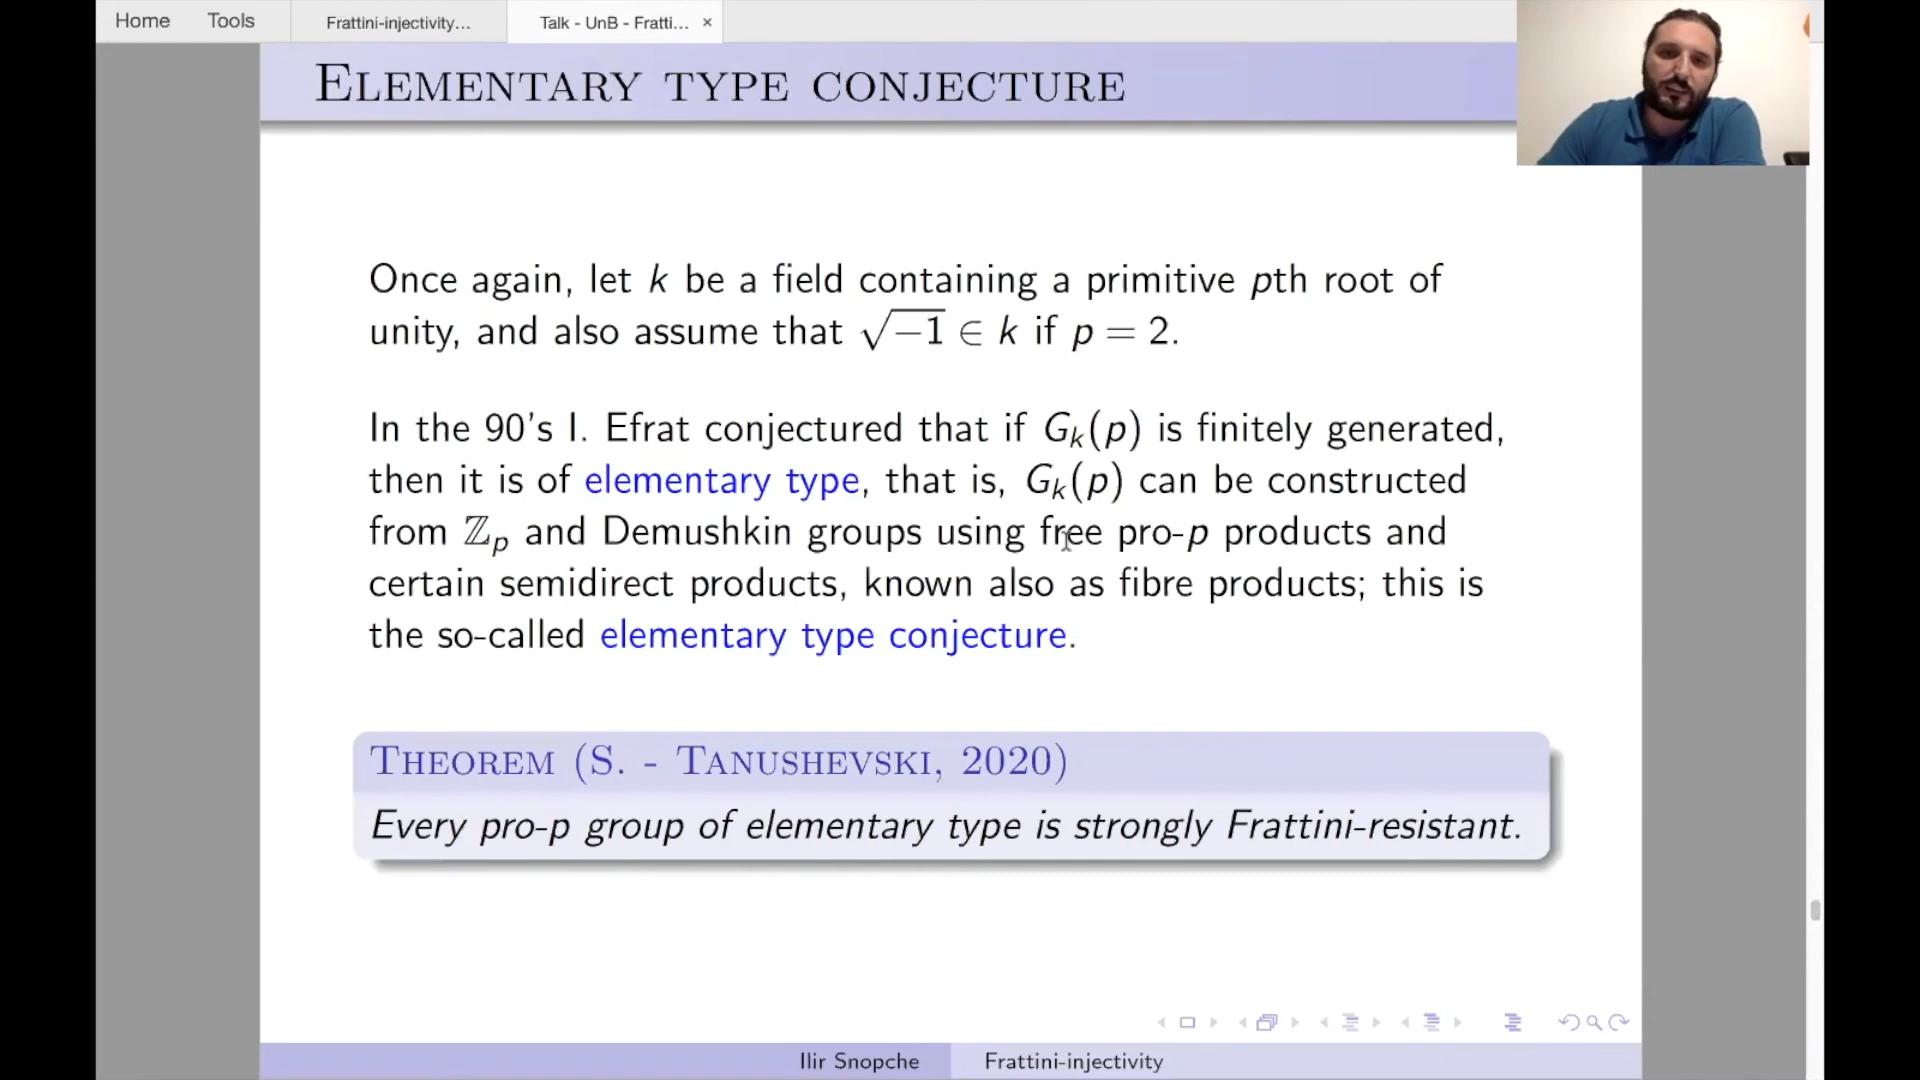 Home Tools Frattini-injectivity... Talk - UnB - Fratti... ×
ELEMENTARY TYPE CONJECTURE
Once again, let k be a field containing a primitive pth root of
unity, and also assume that √−1 ∈ k if p = 2.
In the 90's I. Efrat conjectured that if Gₖ(p) is finitely generated,
then it is of elementary type, that is, Gₖ(p) can be constructed
from ℤₚ and Demushkin groups using free pro-p products and
certain semidirect products, known also as fibre products; this is
the so-called elementary type conjecture.
THEOREM (S. - TANUSHEVSKI, 2020)
Every pro-p group of elementary type is strongly Frattini-resistant.
Ilir Snopche Frattini-injectivity